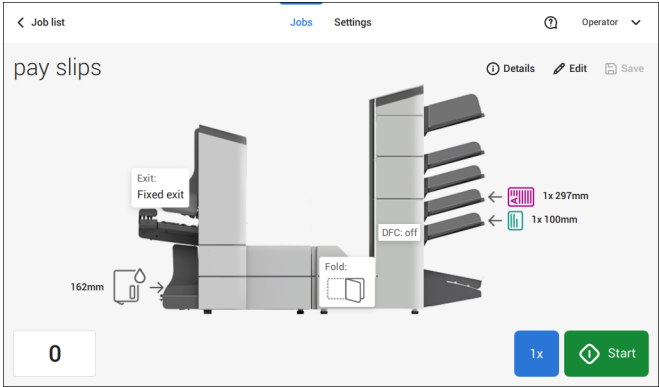 Job list
Jobs
Settings
Operator
pay slips
Details
Edit
Save
Exit:
Fixed exit
1x 297mm
1x 100mm
DFC: off
Fold:
162mm
0
1x
Start